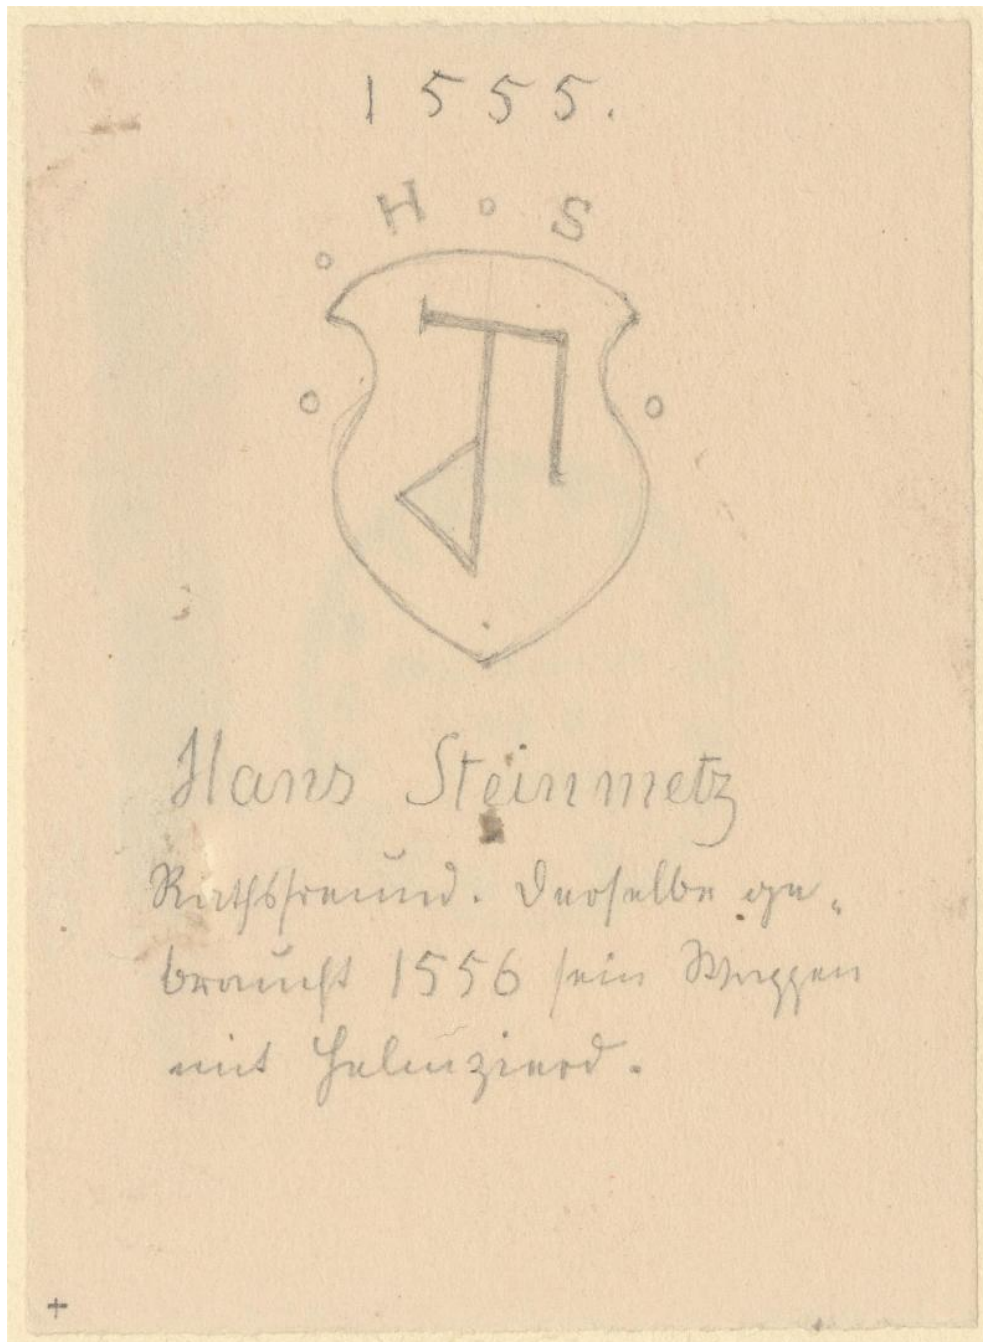 1555.
H S
Hans Steinmetz
Rathsfreund. Derselbe ge„
braucht 1556 sein Wappen
mit Helmzierd.